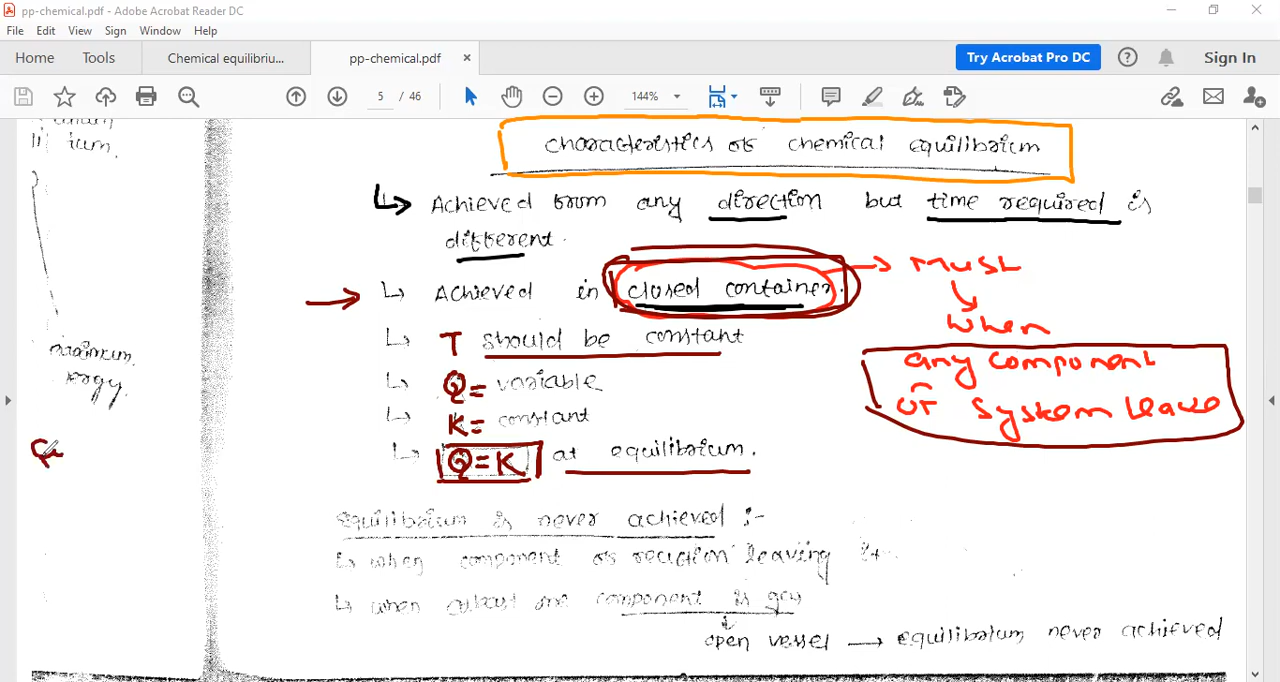 pp-chemical.pdf - Adobe Acrobat Reader DC
File Edit View Sign Window Help
Home Tools Chemical equilibriu... pp-chemical.pdf × Try Acrobat Pro DC Sign In
5 / 46 144%
ium.
characteristics of chemical equilibrium
↳ Achieved from any direction but time required is
different.
→ ↳ Achieved in closed container. → Must
↳ T should be constant
when
any component
of system leave
↳ Q = variable
↳ K = constant
↳ Q = K at equilibrium.
equilibrium is never achieved :-
↳ when component of reaction leaving it
↳ when atleast one component is gas
open vessel → equilibrium never achieved